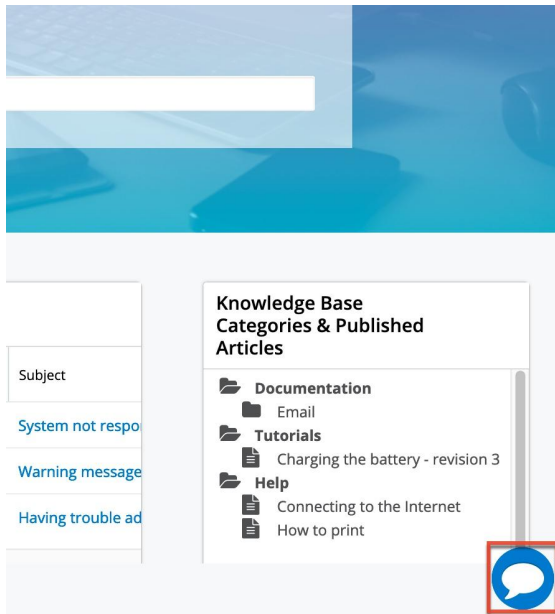 Subject
System not respo
Warning message
Having trouble ad
Knowledge Base
Categories & Published
Articles
Documentation
Email
Tutorials
Charging the battery - revision 3
Help
Connecting to the Internet
How to print